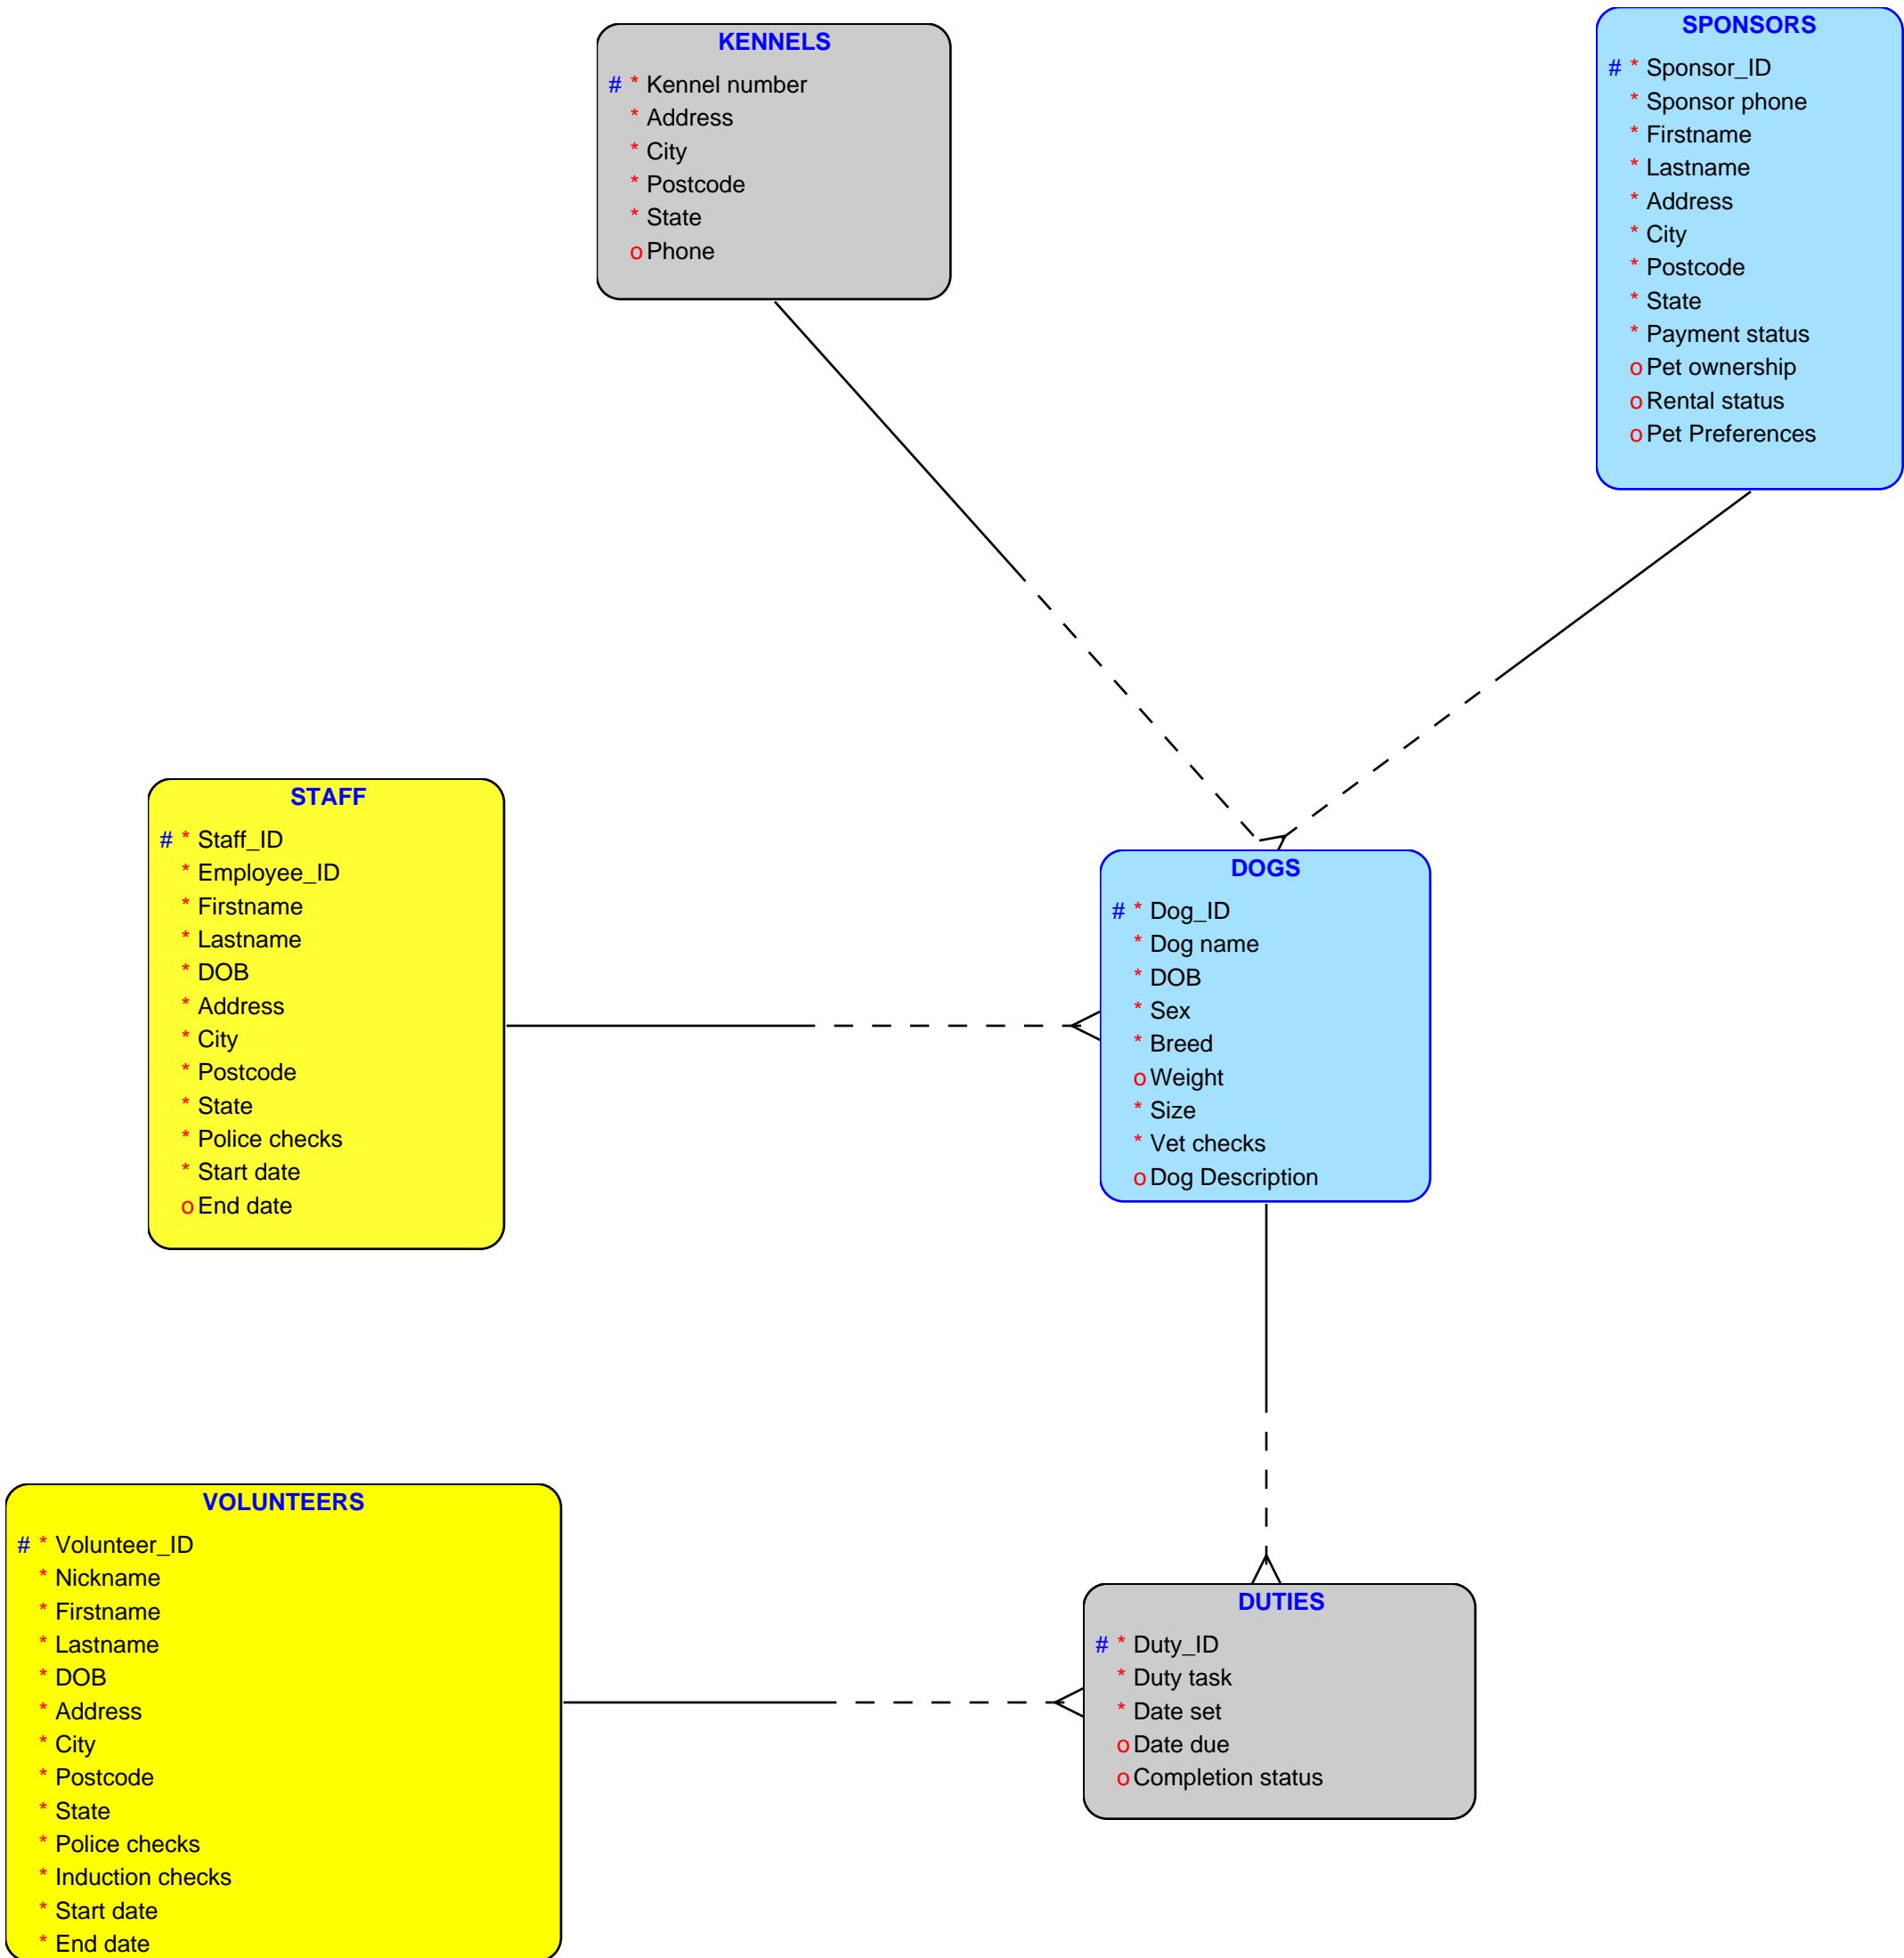 KENNELS
# * Kennel number
* Address
* City
* Postcode
* State
o Phone
SPONSORS
# * Sponsor_ID
* Sponsor phone
* Firstname
* Lastname
* Address
* City
* Postcode
* State
* Payment status
o Pet ownership
o Rental status
o Pet Preferences
STAFF
# * Staff_ID
* Employee_ID
* Firstname
* Lastname
* DOB
* Address
* City
* Postcode
* State
* Police checks
* Start date
o End date
DOGS
# * Dog_ID
* Dog name
* DOB
* Sex
* Breed
o Weight
* Size
* Vet checks
o Dog Description
VOLUNTEERS
# * Volunteer_ID
* Nickname
* Firstname
* Lastname
* DOB
* Address
* City
* Postcode
* State
* Police checks
* Induction checks
* Start date
* End date
DUTIES
# * Duty_ID
* Duty task
* Date set
o Date due
o Completion status